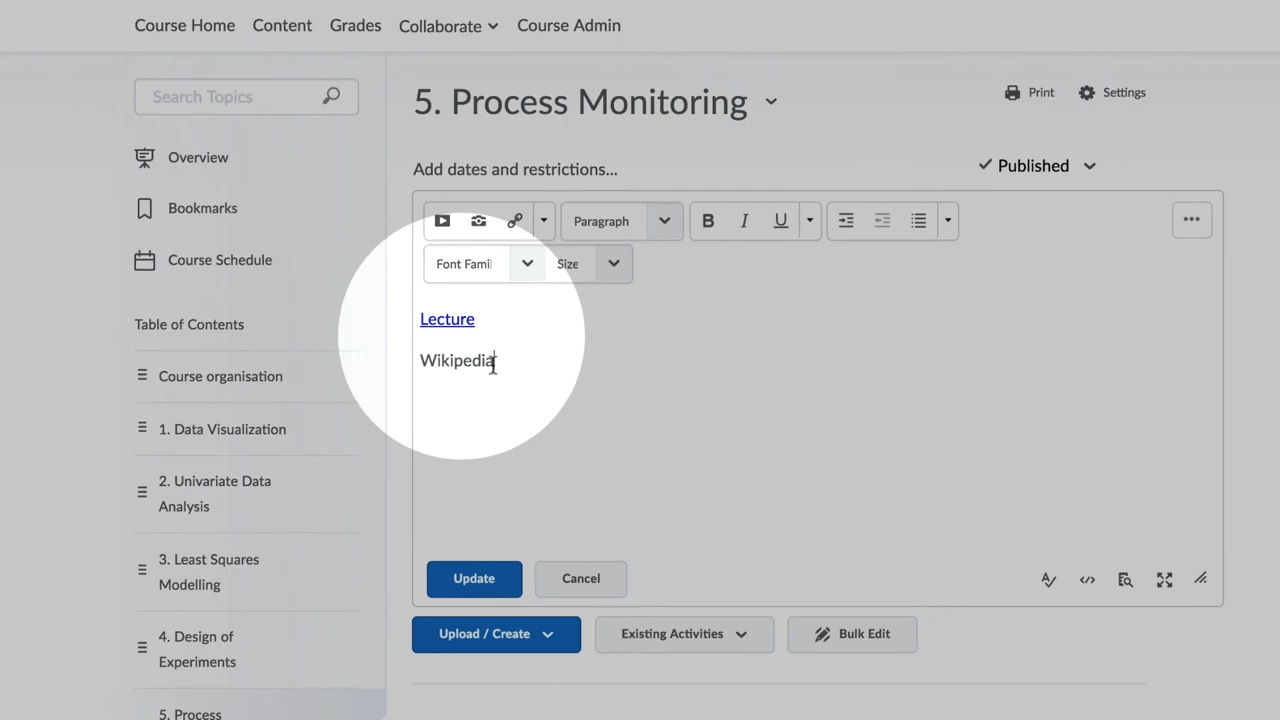 Course Home Content Grades Collaborate Course Admin
Search Topics
5. Process Monitoring
Print Settings
Overview
Add dates and restrictions...
Published
Bookmarks
Paragraph
B I U
Course Schedule
Font Famil
Size
Table of Contents
Lecture
Wikipedia
Course organisation
1. Data Visualization
2. Univariate Data
Analysis
3. Least Squares
Modelling
Update Cancel
Upload / Create Existing Activities Bulk Edit
4. Design of
Experiments
5. Process